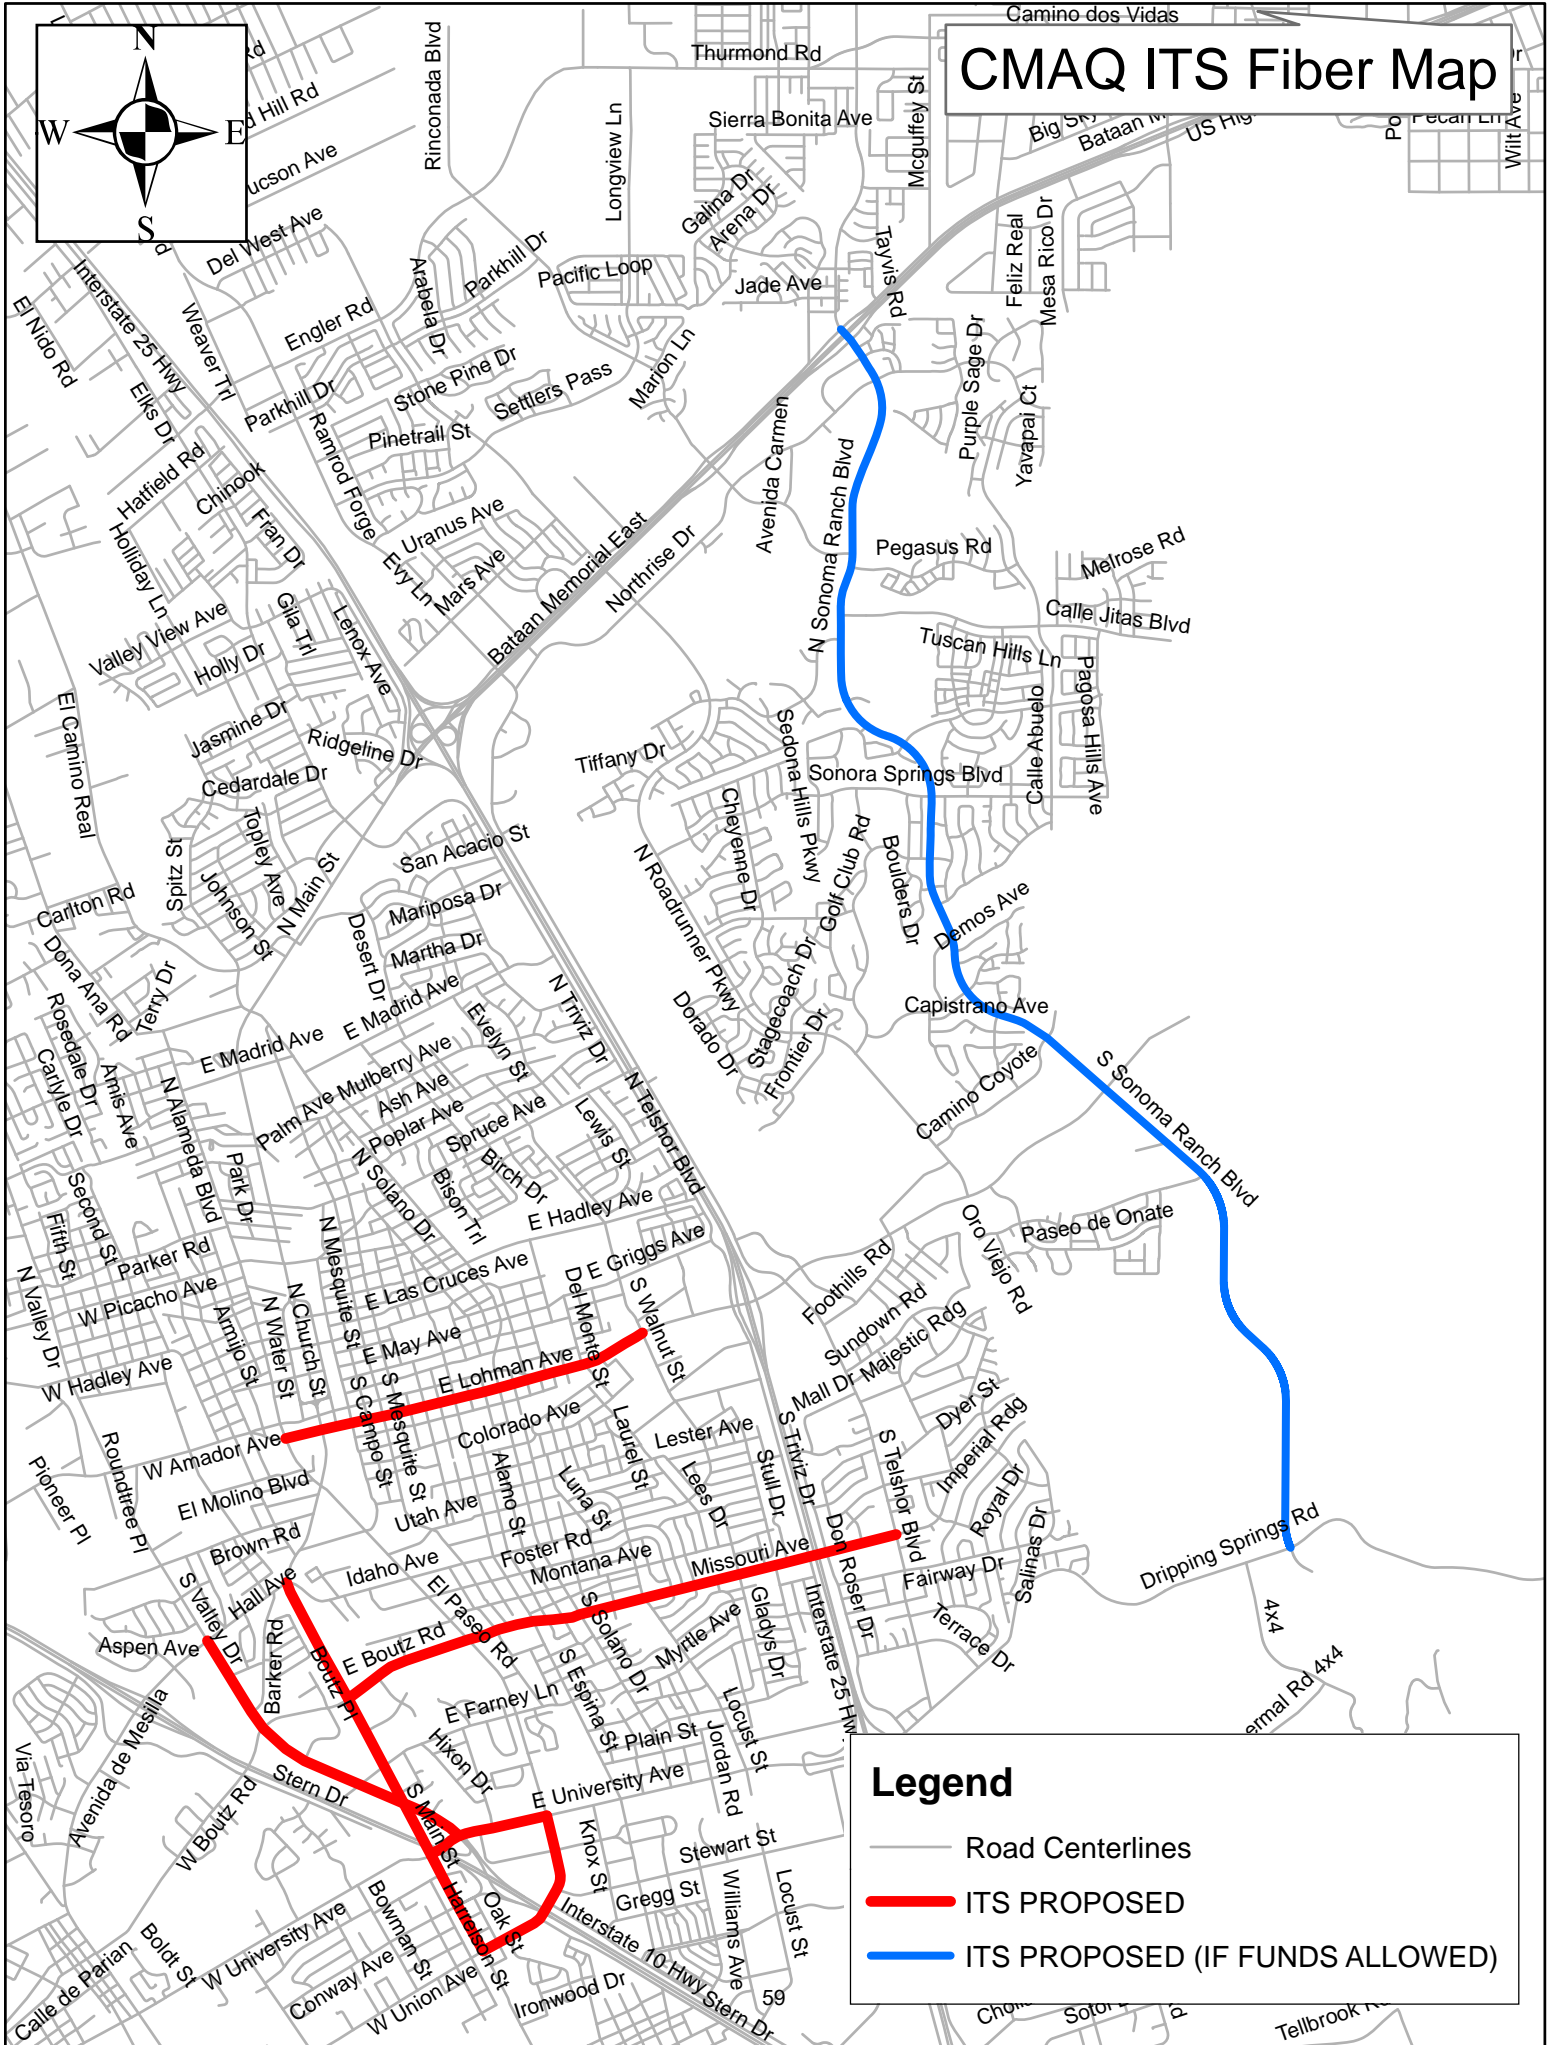 Camino dos Vidas
CMAQ ITS Fiber Map
N
W
E
S
Thurmond Rd
Rinconada Blvd
Longview Ln
Sierra Bonita Ave
Mcguffey St
Wilt Ave
Pecan Ln
Galina Dr
Arena Dr
Del West Ave
Parkhill Dr
Arabela Dr
Pacific Loop
Jade Ave
Tayvis Rd
Feliz Real
Mesa Rico Dr
Interstate 25 Hwy
El Nido Rd
Weaver Trl
Engler Rd
Elks Dr
Parkhill Dr
Stone Pine Dr
Settlers Pass
Marion Ln
Purple Sage Dr
Yavapai Ct
Pinetrail St
Ramrod Forge
Avenida Carmen
N Sonoma Ranch Blvd
Hatfield Rd
Chinook
Fran Dr
Uranus Ave
Evy Ln
Mars Ave
Bataan Memorial East
Northrise Dr
Pegasus Rd
Melrose Rd
Holliday Ln
Gila Trl
Lenox Ave
Valley View Ave
Holly Dr
Calle Jitas Blvd
Tuscan Hills Ln
Pagosa Hills Ave
Calle Abuelo
El Camino Real
Jasmine Dr
Ridgeline Dr
Cedardale Dr
Tiffany Dr
Sedona Hills Pkwy
Sonora Springs Blvd
Cheyenne Dr
Topley Ave
Spitz St
Johnson St
N Main St
San Acacio St
Mariposa Dr
Martha Dr
Desert Dr
N Roadrunner Pkwy
Golf Club Rd
Boulders Dr
Demos Ave
Carlton Rd
Dona Ana Rd
Terry Dr
Rosedale Dr
Carlyle Dr
Amis Ave
E Madrid Ave
E Madrid Ave
N Triviz Dr
Evelyn St
Dorado Dr
Stagecoach Dr
Frontier Dr
Capistrano Ave
Camino Coyote
S Sonoma Ranch Blvd
N Alameda Blvd
Park Dr
Palm Ave
Mulberry Ave
Ash Ave
Poplar Ave
Spruce Ave
Birch Dr
Bison Trl
N Solano Dr
Lewis St
N Telshor Blvd
Second St
Fifth St
Parker Rd
W Picacho Ave
N Valley Dr
W Hadley Ave
Armijo St
N Water St
N Church St
N Mesquite St
E Hadley Ave
E Griggs Ave
E Las Cruces Ave
E May Ave
E Lohman Ave
Del Monte St
S Walnut St
Oro Viejo Rd
Paseo de Onate
Foothills Rd
Sundown Rd
Majestic Rdg
Mall Dr
W Amador Ave
S Campo St
S Mesquite St
Colorado Ave
Laurel St
Lester Ave
Lees Dr
Stull Dr
S Triviz Dr
S Telshor Blvd
Dyer St
Imperial Rdg
Royal Dr
Salinas Dr
Pioneer Pl
Roundtree Pl
El Molino Blvd
Brown Rd
Utah Ave
Alamo St
Luna St
Idaho Ave
Foster Rd
Montana Ave
Missouri Ave
Don Roser Dr
Fairway Dr
Terrace Dr
Dripping Springs Rd
4x4
S Valley Dr
Hall Ave
Aspen Ave
Barker Rd
Boutz Pl
E Boutz Rd
El Paseo Rd
S Solano Dr
Myrtle Ave
Gladys Dr
Interstate 25 Hwy
S Espina St
E Farney Ln
Plain St
Locust St
Jordan Rd
Via Tesoro
Avenida de Mesilla
W Boutz Rd
Stern Dr
Hixon Dr
E University Ave
S Main St
Knox St
Stewart St
Gregg St
Williams Ave
Locust St
Harrelson St
Oak St
Interstate 10 Hwy
Bowman St
W University Ave
Conway Ave
W Union Ave
Ironwood Dr
Boldt St
Calle de Parian
Stern Dr
59
Legend
Road Centerlines
ITS PROPOSED
ITS PROPOSED (IF FUNDS ALLOWED)